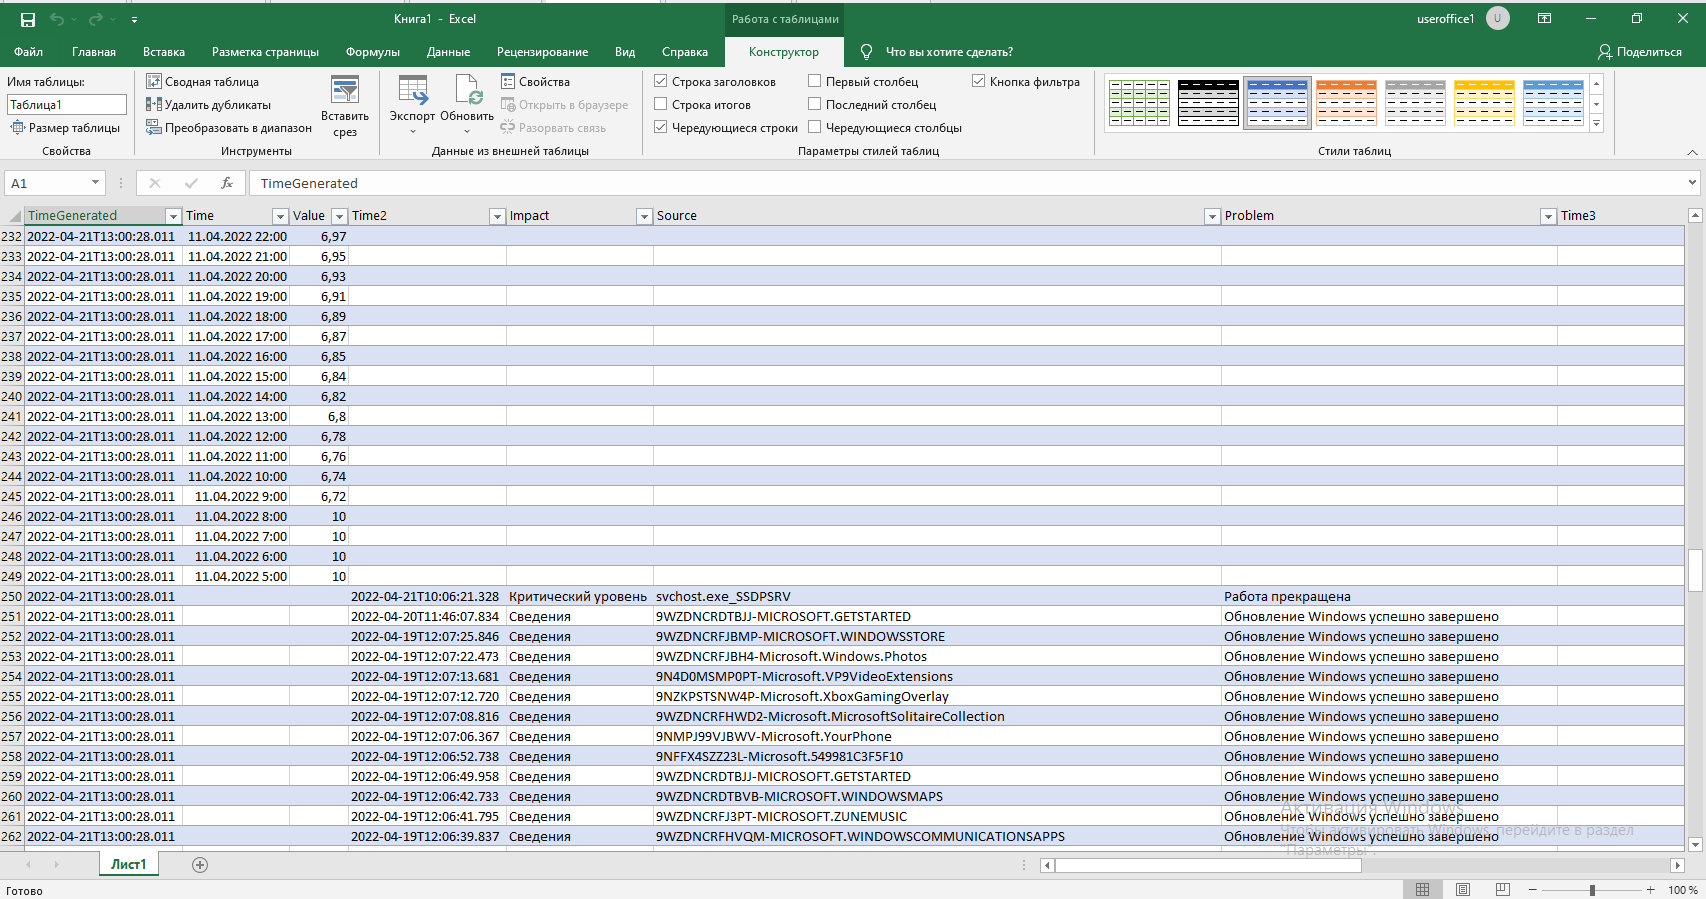 Книга1 - Excel
Работа с таблицами
useroffice1
U
Файл
Главная
Вставка
Разметка страницы
Формулы
Данные
Рецензирование
Вид
Справка
Конструктор
Что вы хотите сделать?
Поделиться
Имя таблицы:
Таблица1
Размер таблицы
Свойства
Сводная таблица
Удалить дубликаты
Преобразовать в диапазон
Вставить срез
Инструменты
Экспорт
Обновить
Свойства
Открыть в браузере
Разорвать связь
Данные из внешней таблицы
Строка заголовков
Строка итогов
Чередующиеся строки
Первый столбец
Последний столбец
Чередующиеся столбцы
Кнопка фильтра
Параметры стилей таблиц
Стили таблиц
A1
fx
TimeGenerated
TimeGenerated Time Value Time2 Impact Source Problem Time3
232 2022-04-21T13:00:28.011 11.04.2022 22:00 6,97
233 2022-04-21T13:00:28.011 11.04.2022 21:00 6,95
234 2022-04-21T13:00:28.011 11.04.2022 20:00 6,93
235 2022-04-21T13:00:28.011 11.04.2022 19:00 6,91
236 2022-04-21T13:00:28.011 11.04.2022 18:00 6,89
237 2022-04-21T13:00:28.011 11.04.2022 17:00 6,87
238 2022-04-21T13:00:28.011 11.04.2022 16:00 6,85
239 2022-04-21T13:00:28.011 11.04.2022 15:00 6,84
240 2022-04-21T13:00:28.011 11.04.2022 14:00 6,82
241 2022-04-21T13:00:28.011 11.04.2022 13:00 6,8
242 2022-04-21T13:00:28.011 11.04.2022 12:00 6,78
243 2022-04-21T13:00:28.011 11.04.2022 11:00 6,76
244 2022-04-21T13:00:28.011 11.04.2022 10:00 6,74
245 2022-04-21T13:00:28.011 11.04.2022 9:00 6,72
246 2022-04-21T13:00:28.011 11.04.2022 8:00 10
247 2022-04-21T13:00:28.011 11.04.2022 7:00 10
248 2022-04-21T13:00:28.011 11.04.2022 6:00 10
249 2022-04-21T13:00:28.011 11.04.2022 5:00 10
250 2022-04-21T13:00:28.011 2022-04-21T10:06:21.328 Критический уровень svchost.exe_SSDPSRV Работа прекращена
251 2022-04-21T13:00:28.011 2022-04-20T11:46:07.834 Сведения 9WZDNCRDTBJJ-MICROSOFT.GETSTARTED Обновление Windows успешно завершено
252 2022-04-21T13:00:28.011 2022-04-19T12:07:25.846 Сведения 9WZDNCRFJBMP-MICROSOFT.WINDOWSSTORE Обновление Windows успешно завершено
253 2022-04-21T13:00:28.011 2022-04-19T12:07:22.473 Сведения 9WZDNCRFJBH4-Microsoft.Windows.Photos Обновление Windows успешно завершено
254 2022-04-21T13:00:28.011 2022-04-19T12:07:13.681 Сведения 9N4D0MSMP0PT-Microsoft.VP9VideoExtensions Обновление Windows успешно завершено
255 2022-04-21T13:00:28.011 2022-04-19T12:07:12.720 Сведения 9NZKPSTSNW4P-Microsoft.XboxGamingOverlay Обновление Windows успешно завершено
256 2022-04-21T13:00:28.011 2022-04-19T12:07:08.816 Сведения 9WZDNCRFHWD2-Microsoft.MicrosoftSolitaireCollection Обновление Windows успешно завершено
257 2022-04-21T13:00:28.011 2022-04-19T12:07:06.367 Сведения 9NMPJ99VJBWV-Microsoft.YourPhone Обновление Windows успешно завершено
258 2022-04-21T13:00:28.011 2022-04-19T12:06:52.738 Сведения 9NFFX4SZZ23L-Microsoft.549981C3F5F10 Обновление Windows успешно завершено
259 2022-04-21T13:00:28.011 2022-04-19T12:06:49.958 Сведения 9WZDNCRDTBJJ-MICROSOFT.GETSTARTED Обновление Windows успешно завершено
260 2022-04-21T13:00:28.011 2022-04-19T12:06:42.733 Сведения 9WZDNCRDTBVB-MICROSOFT.WINDOWSMAPS Обновление Windows успешно завершено
261 2022-04-21T13:00:28.011 2022-04-19T12:06:41.795 Сведения 9WZDNCRFJ3PT-MICROSOFT.ZUNEMUSIC Обновление Windows успешно завершено
262 2022-04-21T13:00:28.011 2022-04-19T12:06:39.837 Сведения 9WZDNCRFHVQM-MICROSOFT.WINDOWSCOMMUNICATIONSAPPS Обновление Windows успешно завершено
Активация Windows
Чтобы активировать Windows, перейдите в раздел
"Параметры".
Лист1
Готово
100 %